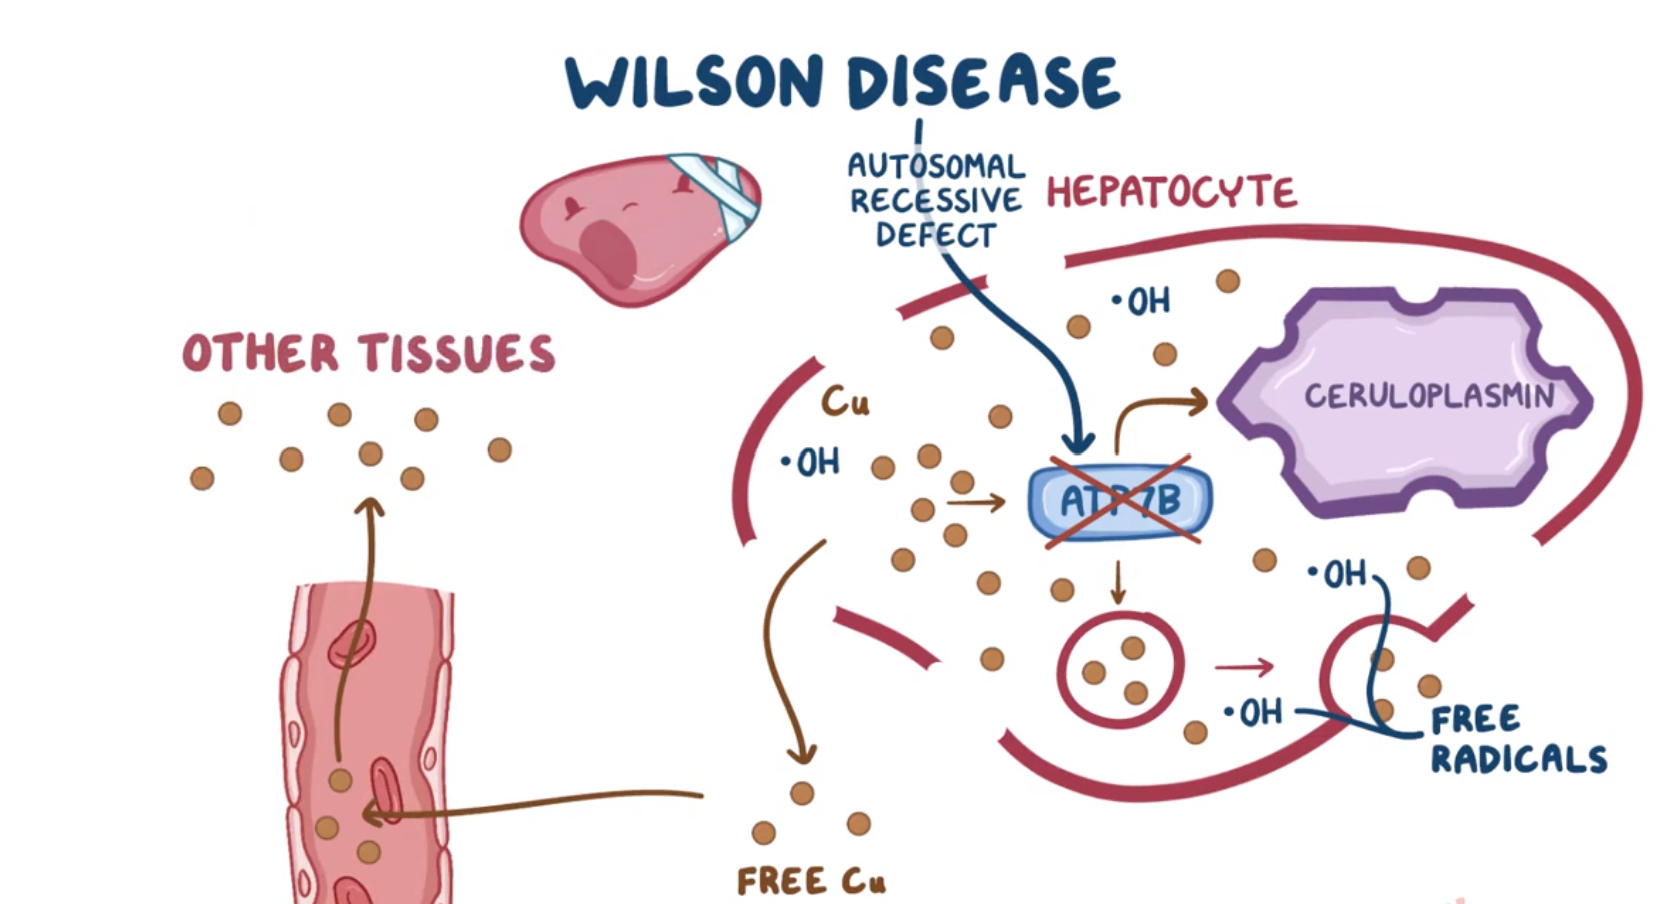 WILSON DISEASE
AUTOSOMAL
RECESSIVE
DEFECT
HEPATOCYTE
•OH
OTHER TISSUES
CERULOPLASMIN
Cu
•OH
ATP7B
•OH
•OH
FREE
RADICALS
FREE Cu